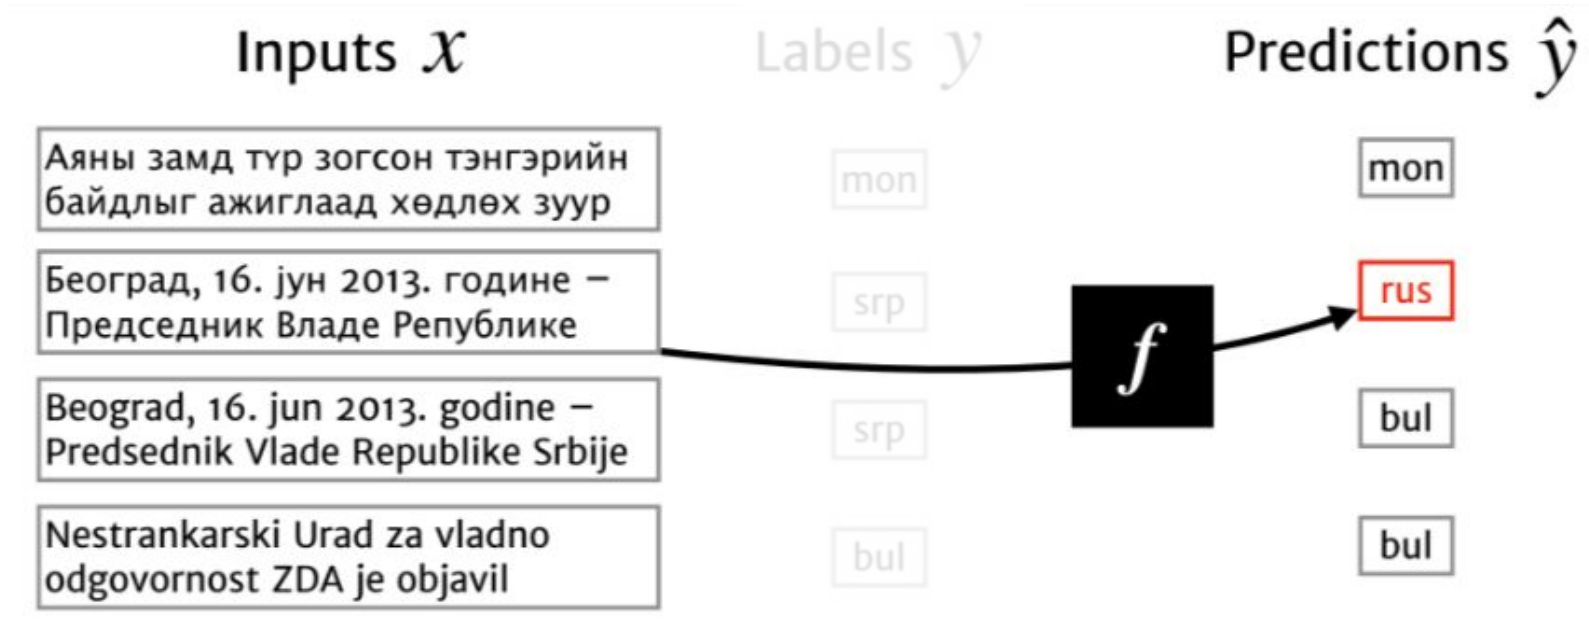 Inputs x
Labels y
Predictions ŷ
Аяны замд түр зогсон тэнгэрийн
байдлыг ажиглаад хөдлөх зуур
mon
mon
Београд, 16. јун 2013. године –
Председник Владе Републике
srp
f
rus
Beograd, 16. jun 2013. godine –
Predsednik Vlade Republike Srbije
srp
bul
Nestrankarski Urad za vladno
odgovornost ZDA je objavil
bul
bul